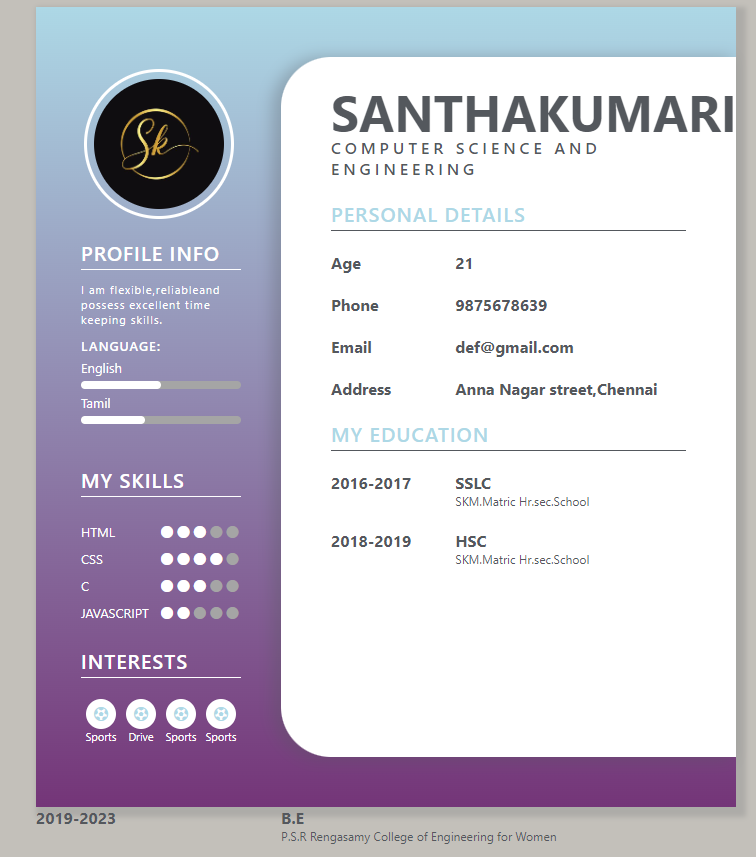 Sk
PROFILE INFO
I am flexible,reliableand
possess excellent time
keeping skills.
LANGUAGE:
English
Tamil
MY SKILLS
HTML
CSS
C
JAVASCRIPT
INTERESTS
Sports Drive Sports Sports
SANTHAKUMARI
COMPUTER SCIENCE AND
ENGINEERING
PERSONAL DETAILS
Age 21
Phone 9875678639
Email def@gmail.com
Address Anna Nagar street,Chennai
MY EDUCATION
2016-2017 SSLC
SKM.Matric Hr.sec.School
2018-2019 HSC
SKM.Matric Hr.sec.School
2019-2023 B.E
P.S.R Rengasamy College of Engineering for Women